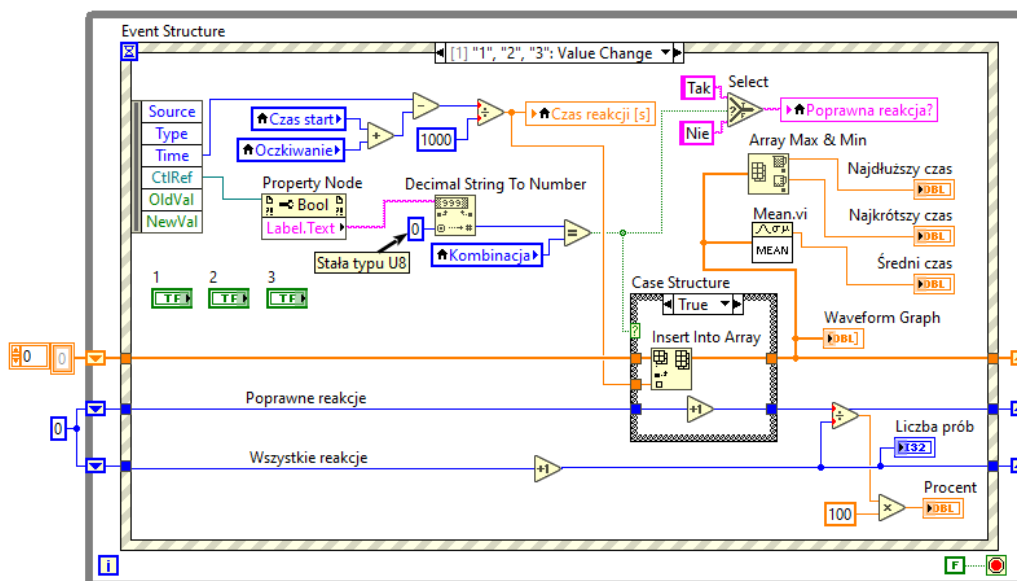 Event Structure
[1] "1", "2", "3": Value Change
Source
Type
Time
CtlRef
OldVal
NewVal
Czas start
Oczkiwanie
1000
Czas reakcji [s]
Tak
Nie
Select
Poprawna reakcja?
Array Max & Min
Najdłuższy czas
DBL
Najkrótszy czas
DBL
Mean.vi
MEAN
Średni czas
DBL
Property Node
Bool
Label.Text
Decimal String To Number
999
0
Kombinacja
Stała typu U8
1
2
3
TF
TF
TF
Case Structure
True
Insert Into Array
Waveform Graph
DBL
0
0
Poprawne reakcje
+1
0
Wszystkie reakcje
+1
Liczba prób
I32
100
Procent
DBL
i
F